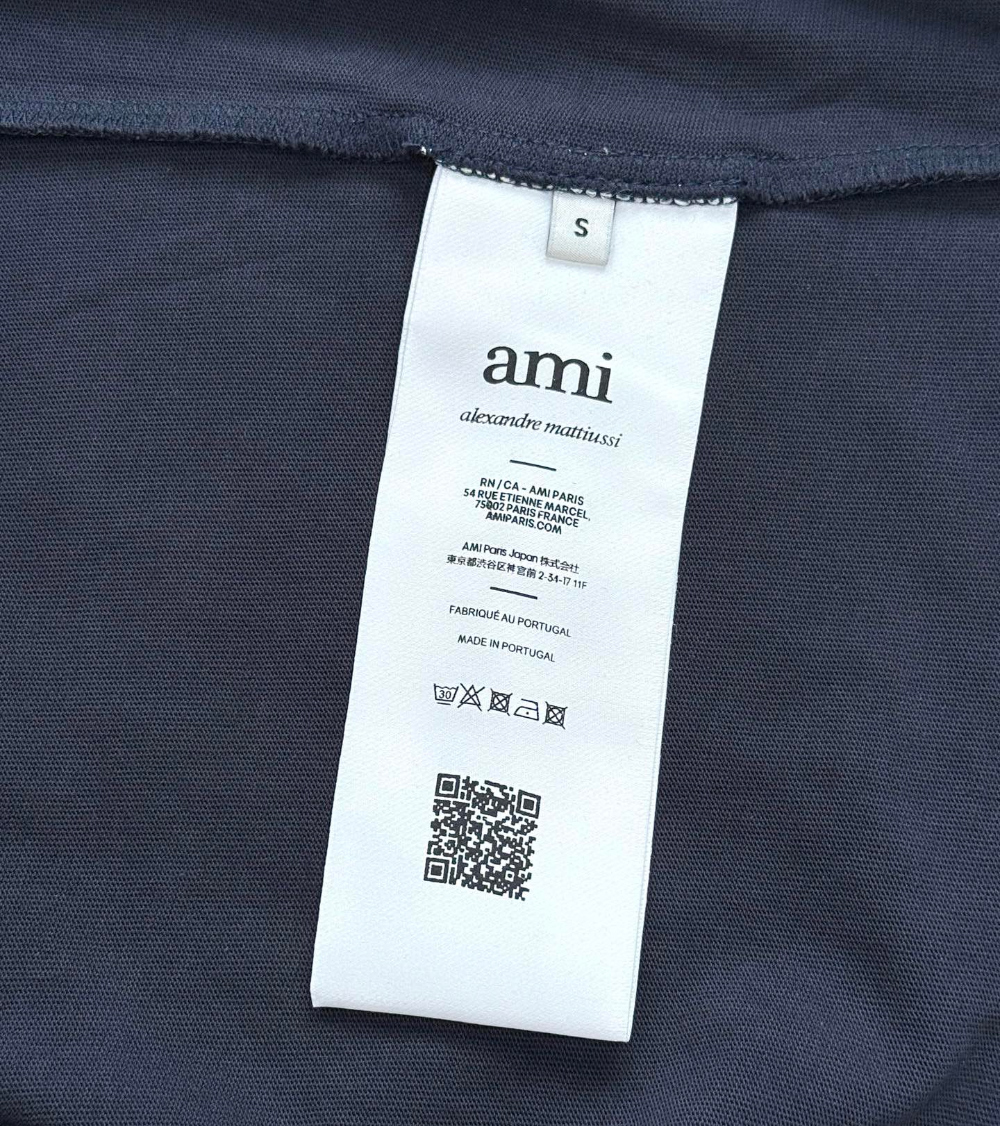 S
ami
alexandre mattiussi
RN / CA - AMI PARIS
54 RUE ETIENNE MARCEL,
75002 PARIS FRANCE
AMIPARIS.COM
AMI Paris Japan 株式会社
東京都渋谷区神宮前 2-34-17 11F
FABRIQUÉ AU PORTUGAL
MADE IN PORTUGAL
30